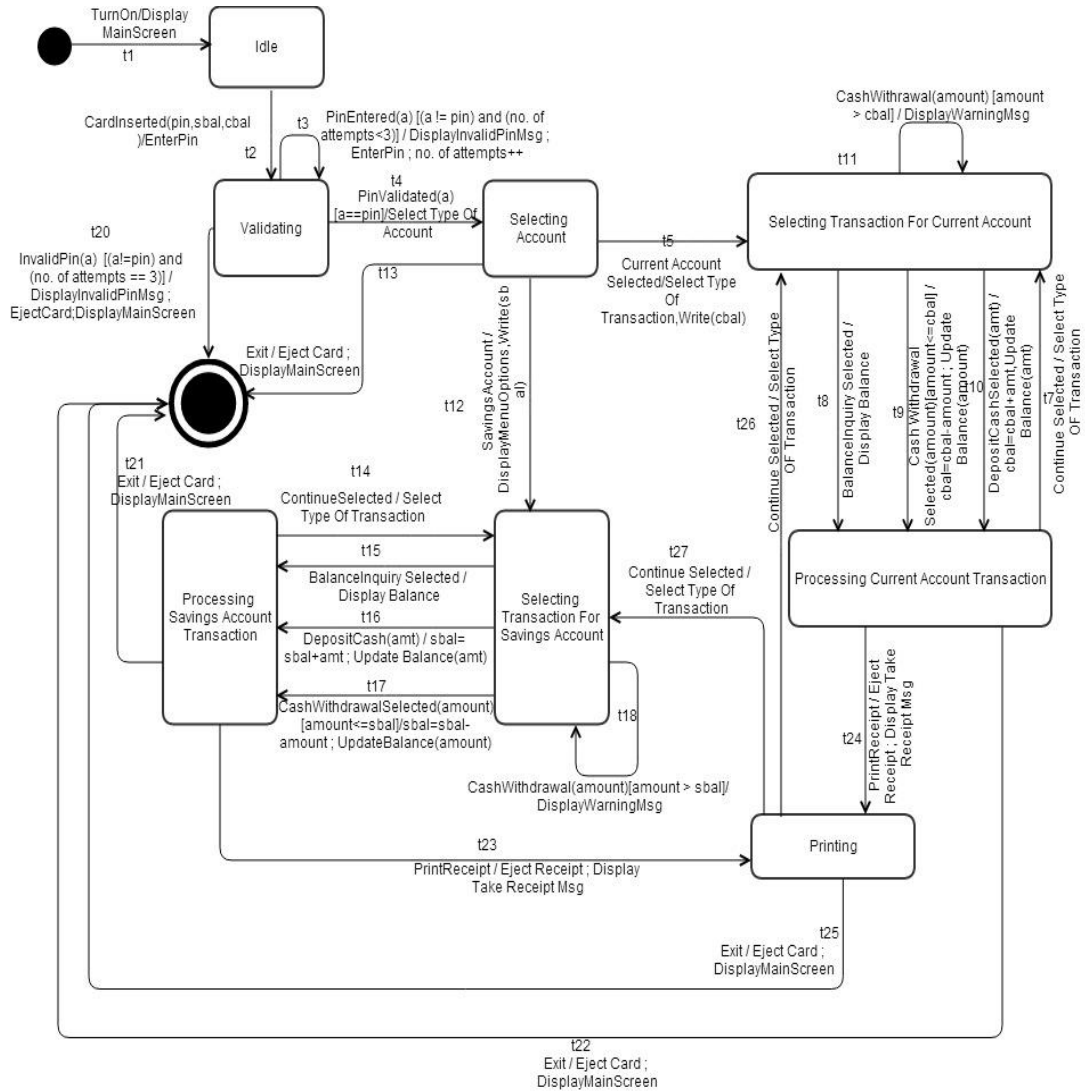 TurnOn/Display
MainScreen
t1
Idle
CardInserted(pin,sbal,cbal
)/EnterPin
t2
t3
PinEntered(a) [(a != pin) and (no. of
attempts<3)] / DisplayInvalidPinMsg ;
EnterPin ; no. of attempts++
CashWithrawal(amount) [amount
> cbal] / DisplayWarningMsg
t11
t4
PinValidated(a)
[a==pin]/Select Type Of
Account
Validating
Selecting
Account
Selecting Transaction For Current Account
t20
InvalidPin(a) [(a!=pin) and
(no. of attempts == 3)] /
DisplayInvalidPinMsg ;
EjectCard;DisplayMainScreen
t13
t5
Current Account
Selected/Select Type
Of
Transaction,Write(cbal)
Exit / Eject Card ;
DisplayMainScreen
t12
SavingsAccount /
DisplayMenuOptions,Write(sb
al)
t26
Continue Selected / Select Type
OF Transaction
t8
BalanceInquiry Selected /
Display Balance
t9
Cash Withdrawal
Selected(amount)[amount<=cbal] /
cbal=cbal-amount ; Update
Balance(amount)
t10
DepositCashSelected(amt) /
cbal=cbal+amt,Update
Balance(amt)
t7
Continue Selected / Select Type
OF Transaction
t21
Exit / Eject Card ;
DisplayMainScreen
t14
ContinueSelected / Select
Type Of Transaction
t15
BalanceInquiry Selected /
Display Balance
t16
DepositCash(amt) / sbal=
sbal+amt ; Update Balance(amt)
t17
CashWithdrawalSelected(amount)
[amount<=sbal]/sbal=sbal-
amount ; UpdateBalance(amount)
Processing
Savings Account
Transaction
Selecting
Transaction For
Savings Account
t27
Continue Selected /
Select Type Of
Transaction
Processing Current Account Transaction
t18
CashWithdrawal(amount)[amount > sbal]/
DisplayWarningMsg
t24
PrintReceipt / Eject
Receipt ; Display Take
Receipt Msg
Printing
t23
PrintReceipt / Eject Receipt ; Display
Take Receipt Msg
t25
Exit / Eject Card ;
DisplayMainScreen
t22
Exit / Eject Card ;
DisplayMainScreen